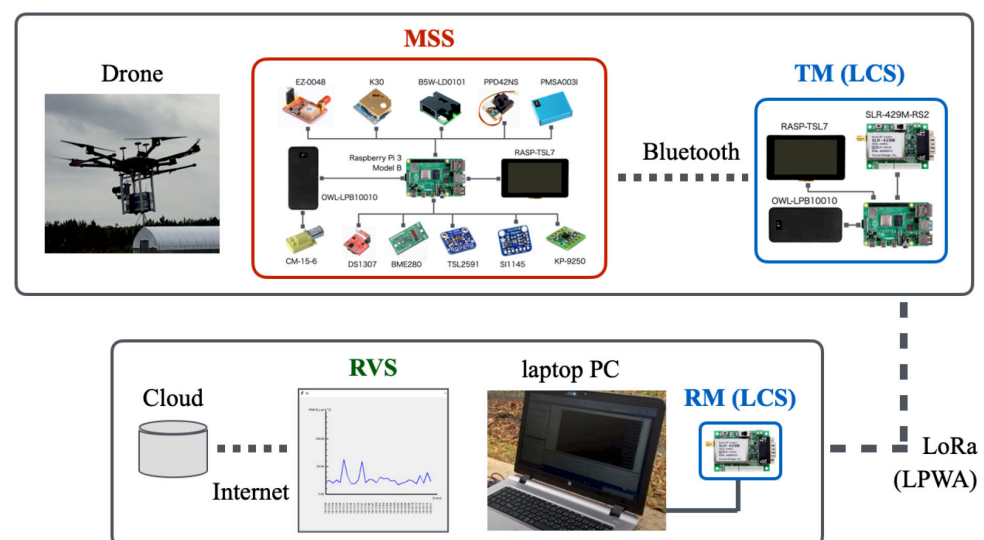 MSS
Drone
EZ-0048
K30
B5W-LD0101
PPD42NS
PMSA003I
TM (LCS)
RASP-TSL7
SLR-429M-RS2
Bluetooth
Raspberry Pi 3
Model B
RASP-TSL7
OWL-LPB10010
OWL-LPB10010
CM-15-6
DS1307
BME280
TSL2591
SI1145
KP-9250
RVS
laptop PC
Cloud
RM (LCS)
Internet
LoRa
(LPWA)